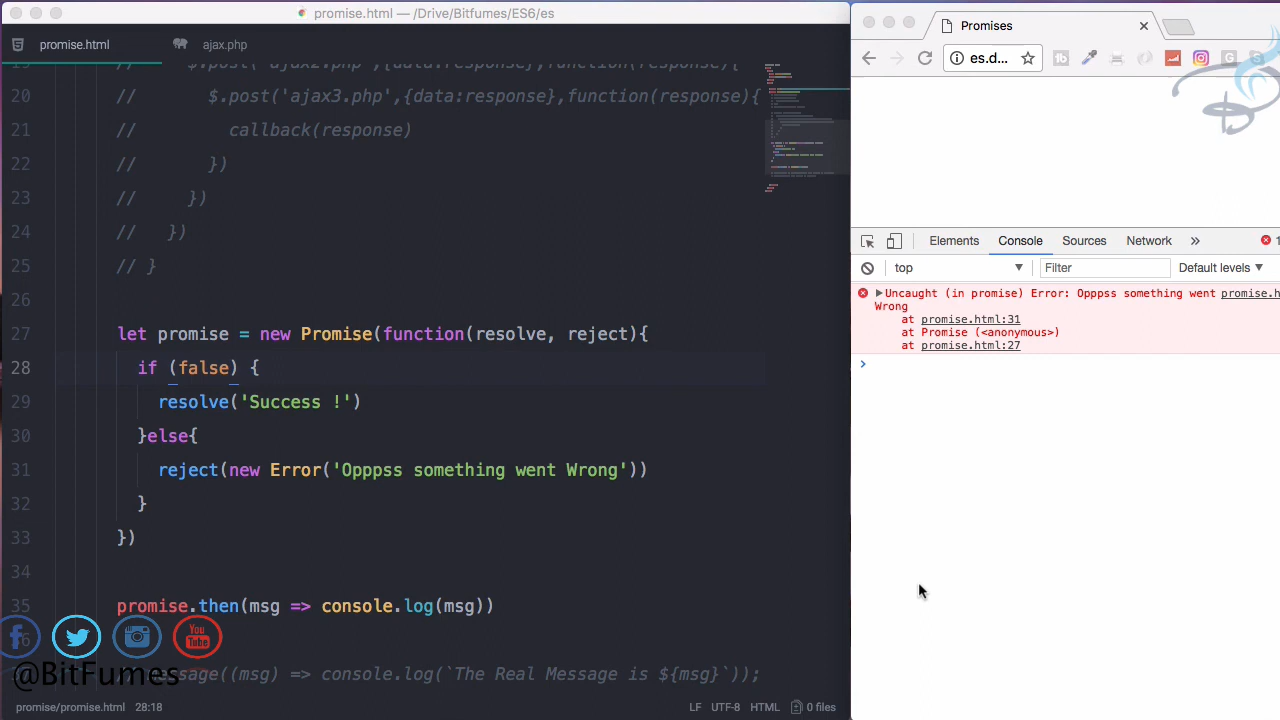 promise.html — /Drive/Bitfumes/ES6/es
promise.html
ajax.php
20 // $.post('ajax3.php',{data:response},function(response){
21 // callback(response)
22 // })
23 // })
24 // })
25 // }
26
27 let promise = new Promise(function(resolve, reject){
28 if (false) {
29 resolve('Success !')
30 }else{
31 reject(new Error('Opppss something went Wrong'))
32 }
33 })
34
35 promise.then(msg => console.log(msg))
You
Tube
@BitFumes
((msg) => console.log(`The Real Message is ${msg}`));
promise/promise.html 28:18 LF UTF-8 HTML 0 files
Promises
es.d...
Elements Console Sources Network » 1
top Filter Default levels
Uncaught (in promise) Error: Opppss something went promise.h
Wrong
at promise.html:31
at Promise (<anonymous>)
at promise.html:27